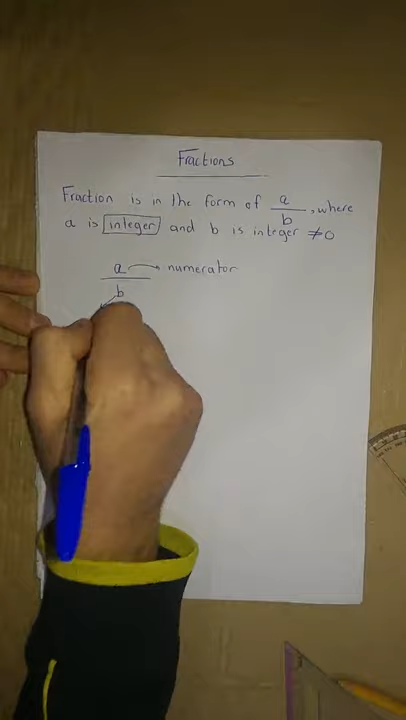 Fractions
Fraction is in the form of a/b, where
a is integer and b is integer ≠0
a → numerator
b